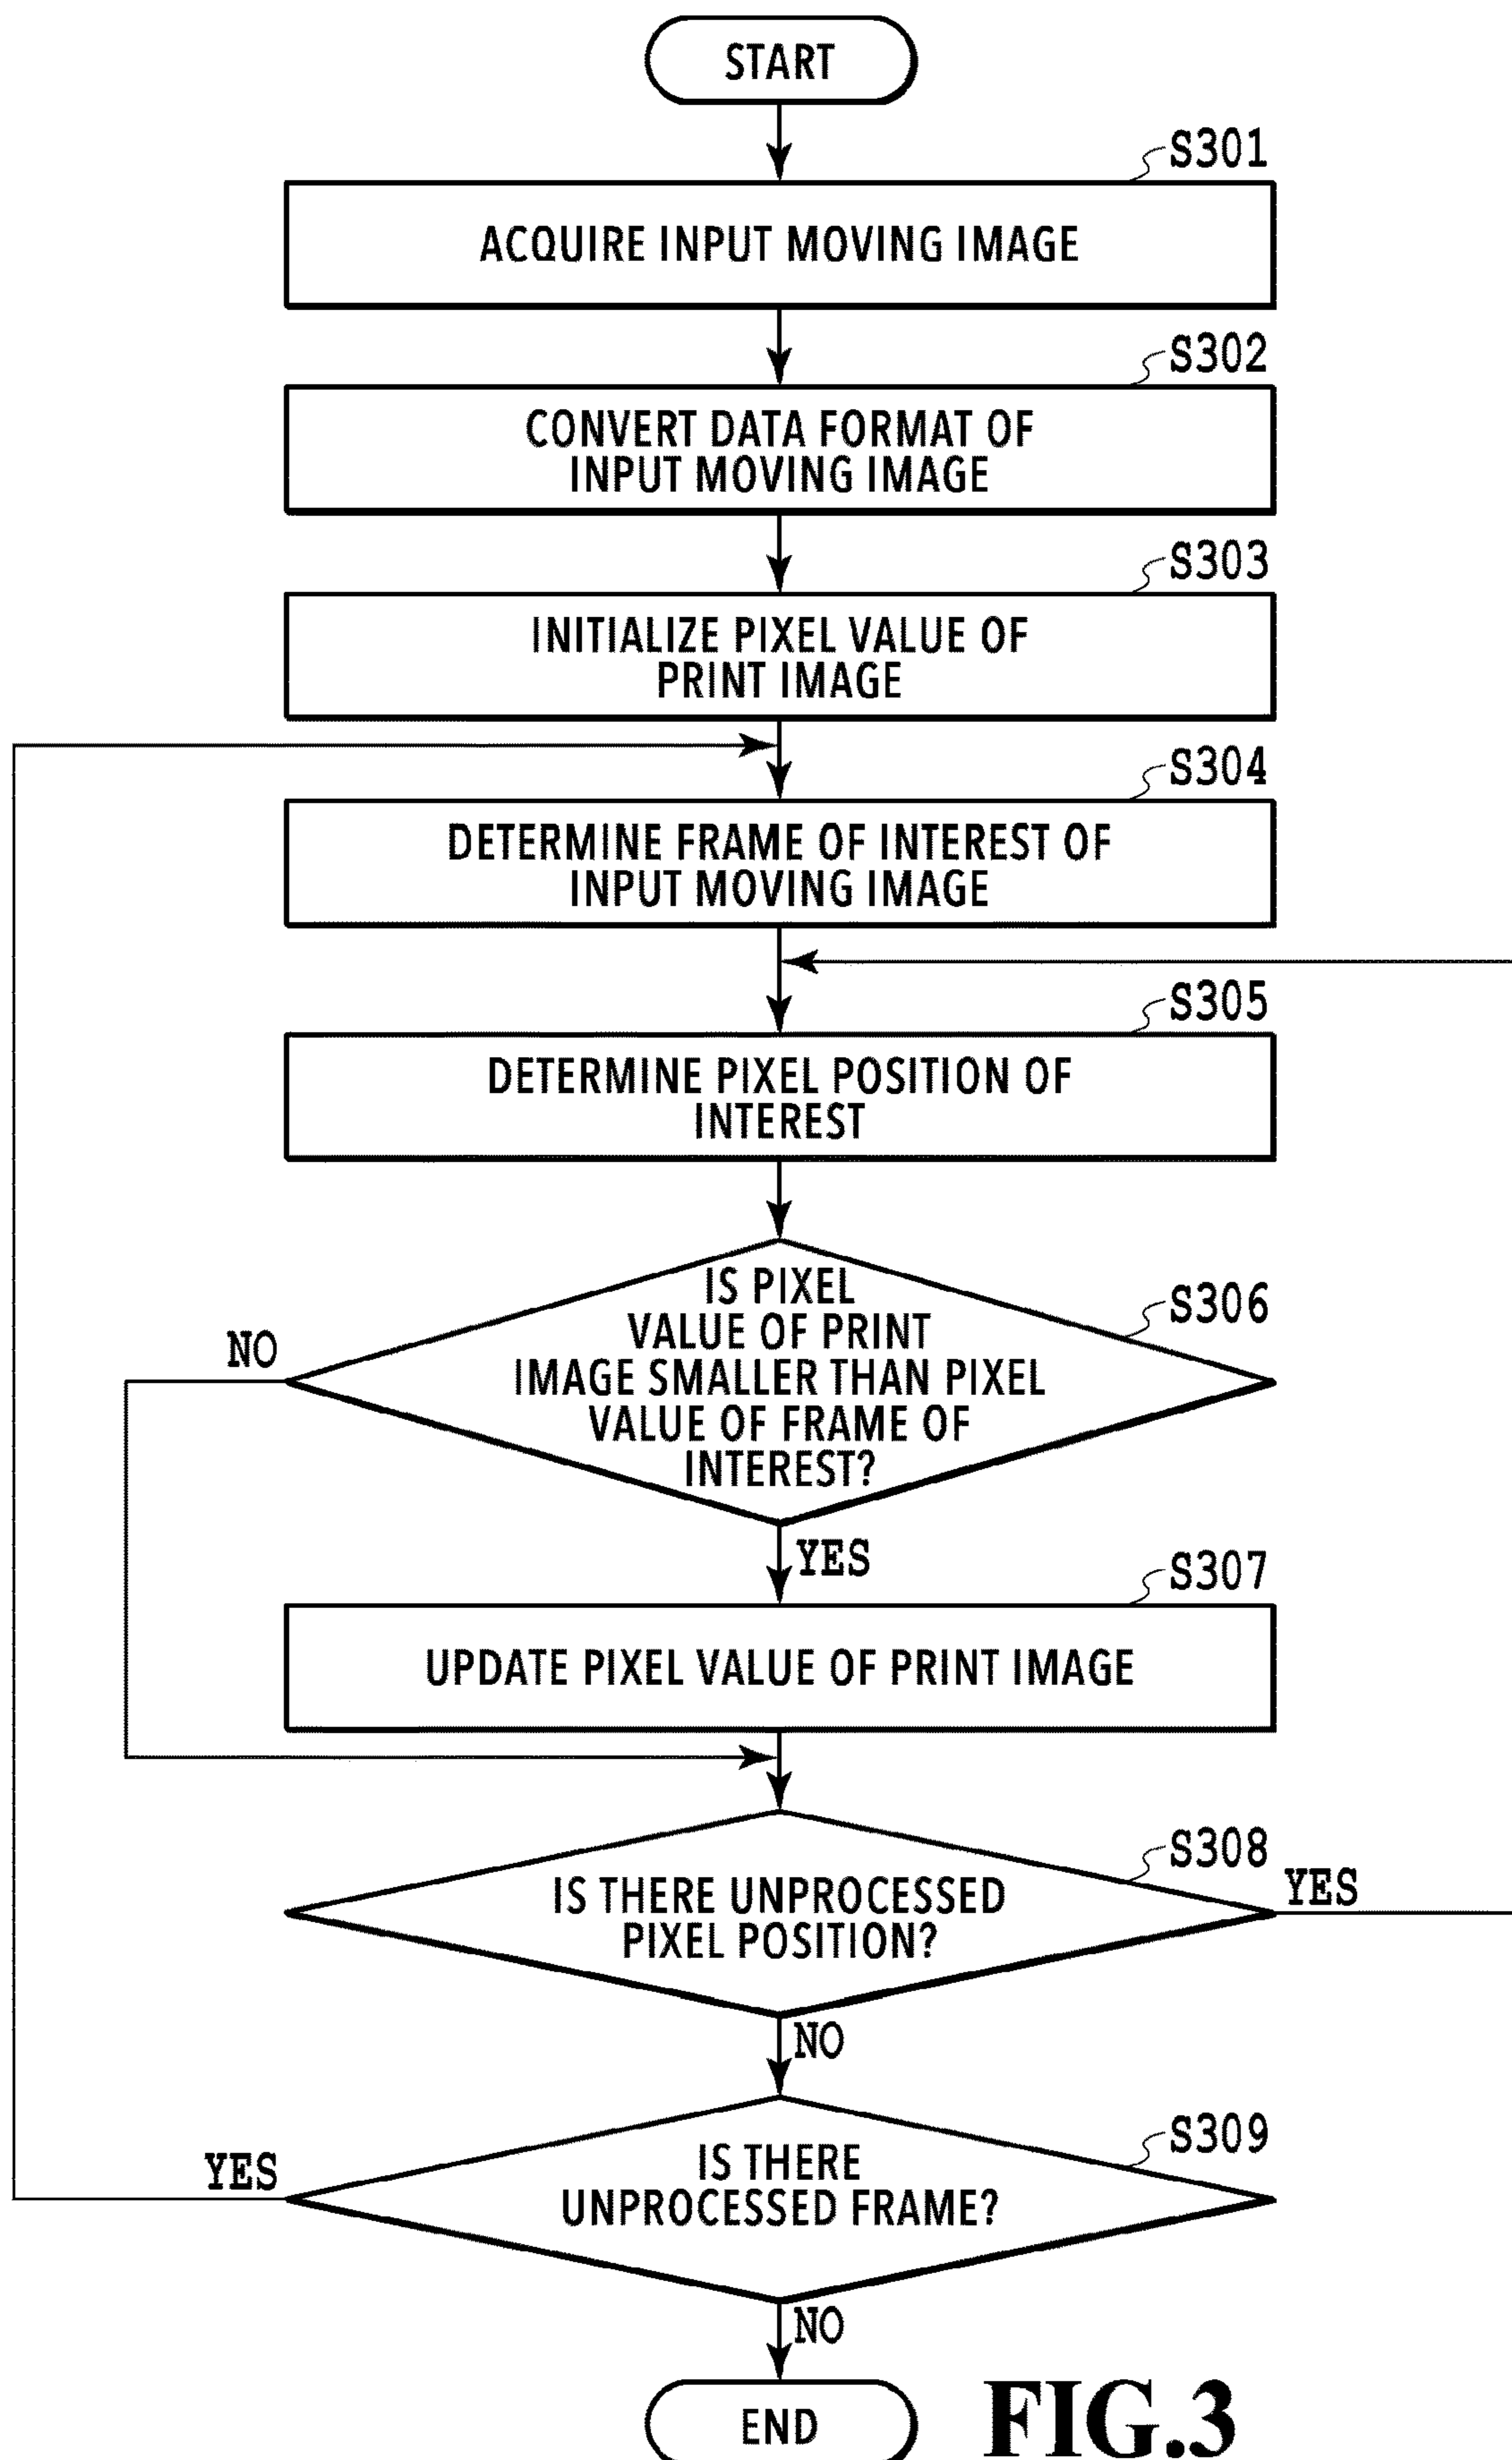 START
S301
ACQUIRE INPUT MOVING IMAGE
S302
CONVERT DATA FORMAT OF
INPUT MOVING IMAGE
S303
INITIALIZE PIXEL VALUE OF
PRINT IMAGE
S304
DETERMINE FRAME OF INTEREST OF
INPUT MOVING IMAGE
S305
DETERMINE PIXEL POSITION OF
INTEREST
S306
IS PIXEL
VALUE OF PRINT
IMAGE SMALLER THAN PIXEL
VALUE OF FRAME OF
INTEREST?
NO
YES
S307
UPDATE PIXEL VALUE OF PRINT IMAGE
S308
IS THERE UNPROCESSED
PIXEL POSITION?
YES
NO
S309
IS THERE
UNPROCESSED FRAME?
YES
NO
END
FIG.3